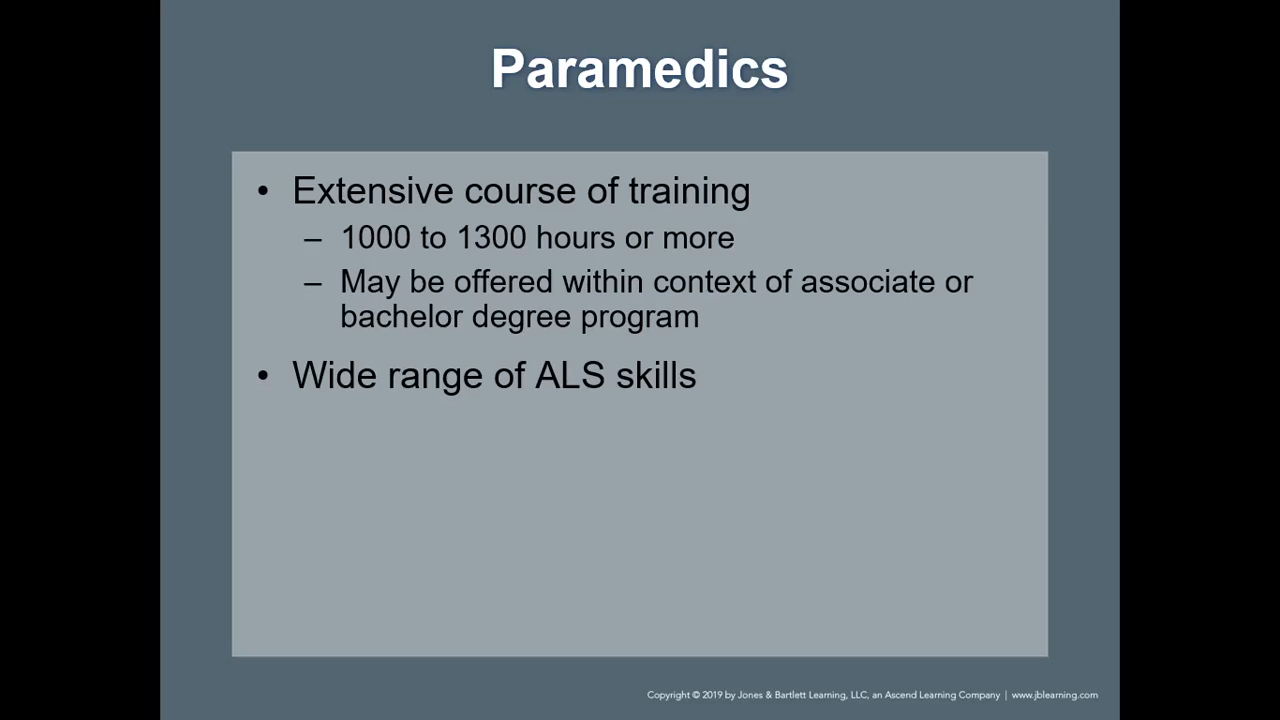 Paramedics
• Extensive course of training
– 1000 to 1300 hours or more
– May be offered within context of associate or
bachelor degree program
• Wide range of ALS skills
Copyright © 2019 by Jones & Bartlett Learning, LLC, an Ascend Learning Company | www.jblearning.com